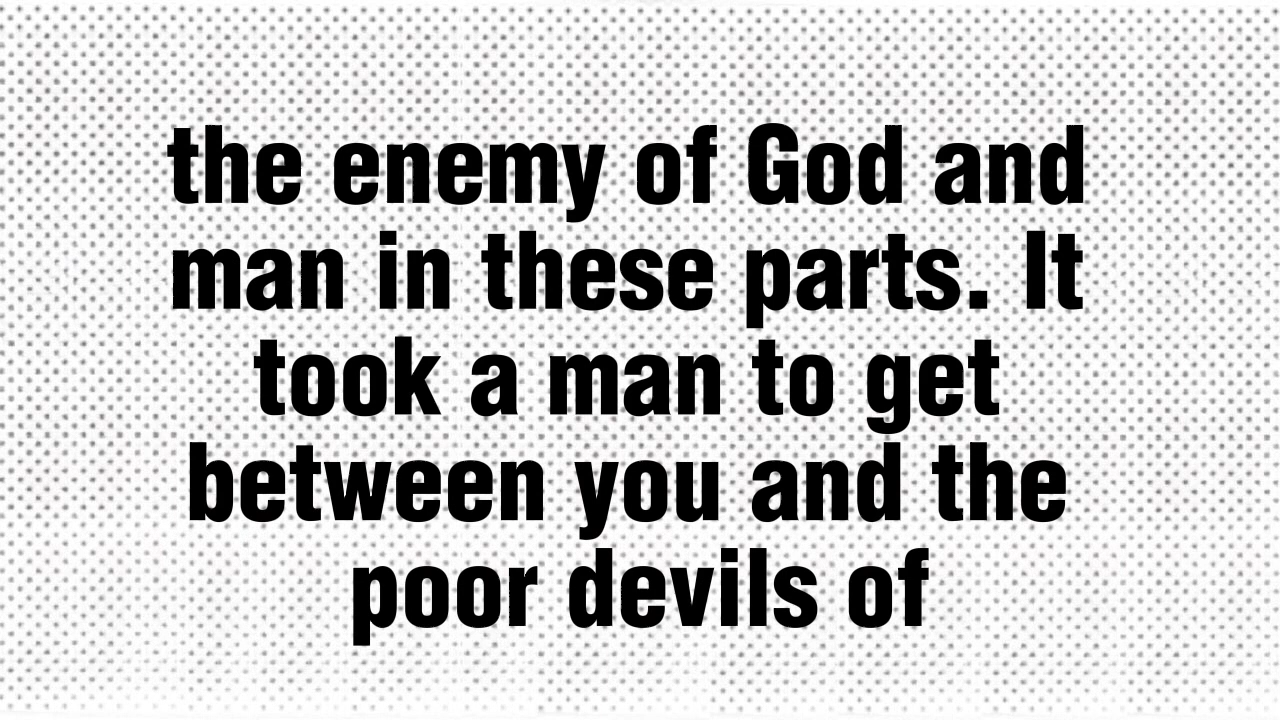 the enemy of God and
man in these parts. It
took a man to get
between you and the
poor devils of